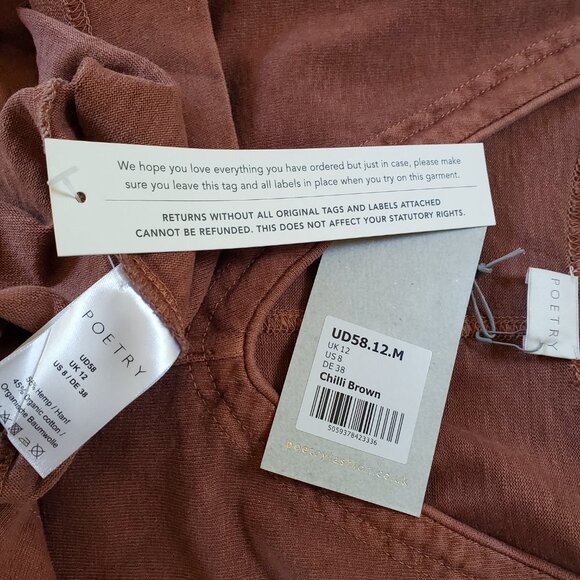 We hope you love everything you have ordered but just in case, please make
sure you leave this tag and all labels in place when you try on this garment.
RETURNS WITHOUT ALL ORIGINAL TAGS AND LABELS ATTACHED
CANNOT BE REFUNDED. THIS DOES NOT AFFECT YOUR STATUTORY RIGHTS.
POETRY
UD58
UK 12
US 8 / DE 38
Hemp / Hanf
45% Organic cotton /
Organische Baumwolle
UD58.12.M
UK 12
US 8
DE 38
Chilli Brown
5059378423336
poetryfashion.co.uk
POETRY